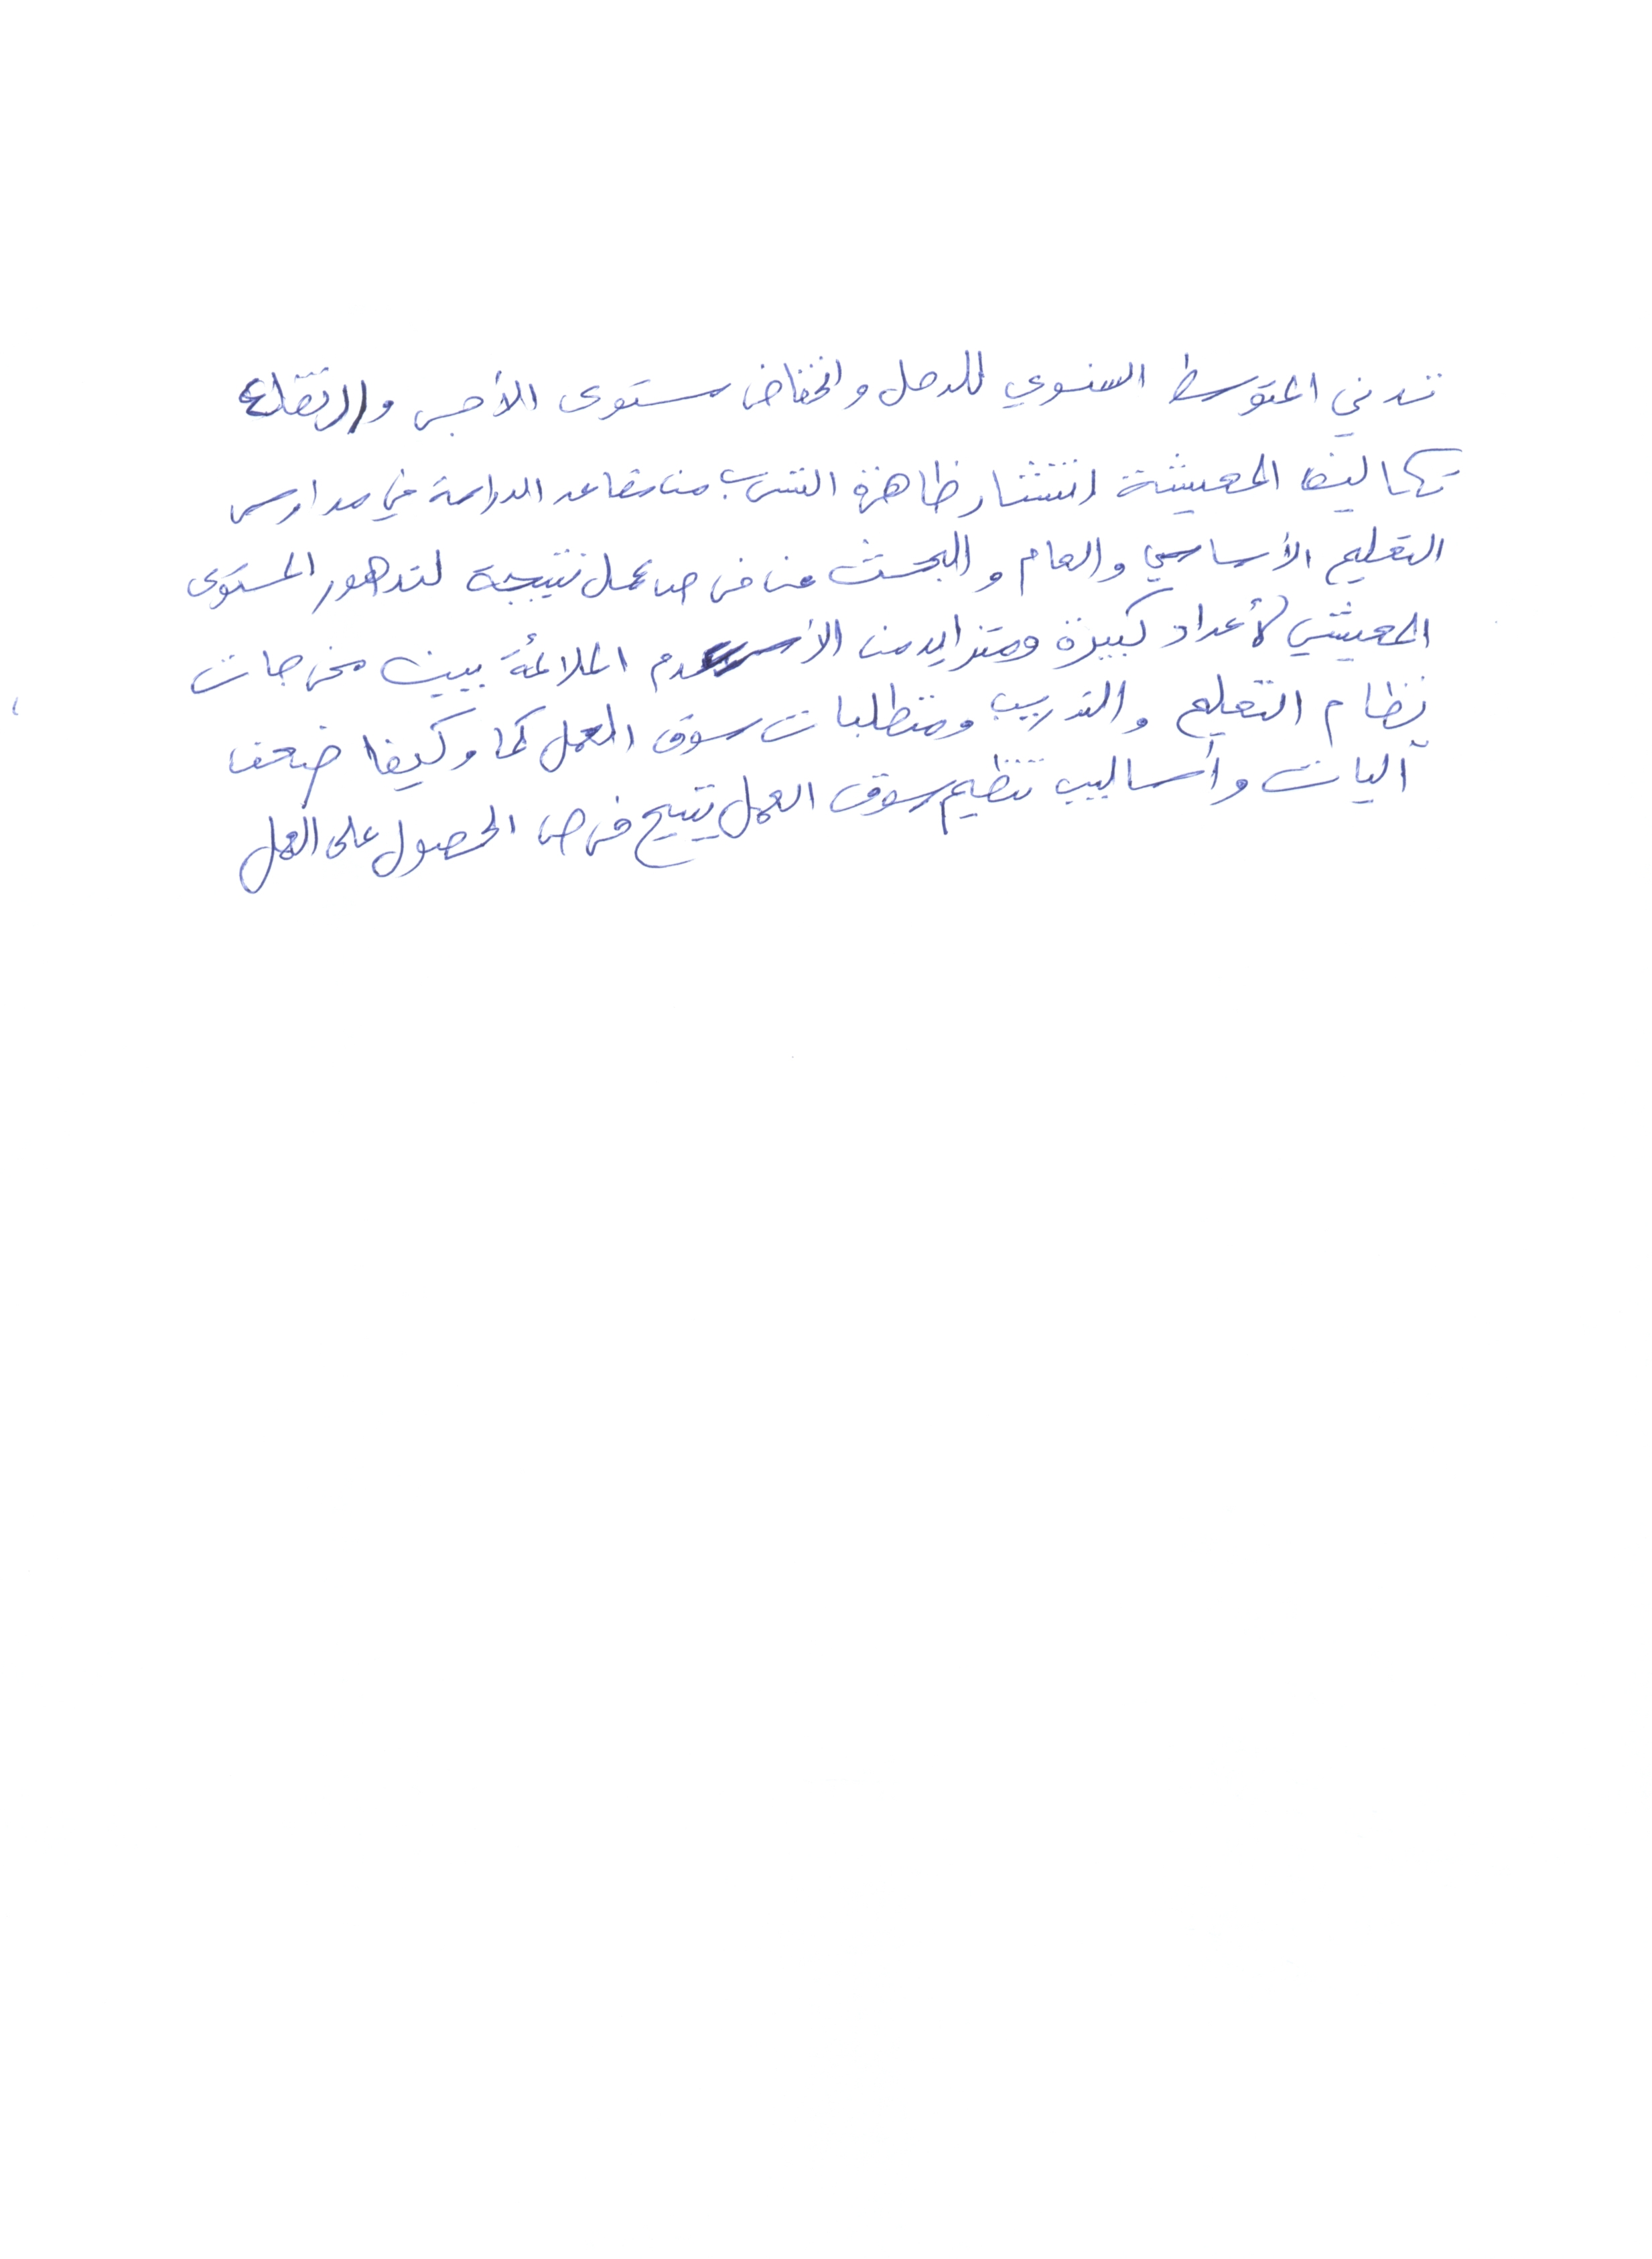 تدني المتوسط السنوي للدخل وانخفاض مستوى الأجر وارتفاع
تكاليف المعيشة انتشار ظاهرة التسرب من مقاعد الدراسة في مدارس
التعليم الأساسي والعام والبحث عن فرص عمل نتيجة لتدهور المستوى
المعيشي لأعداد كبيرة ومتزايد من الأسر عدم الملائمة بين مخرجات
نظام التعليم والتدريب ومتطلبات سوق العمل كما وكيفا ضعف
آليات وأساليب تنظيم سوق العمل يتيح فرص الحصول على العمل